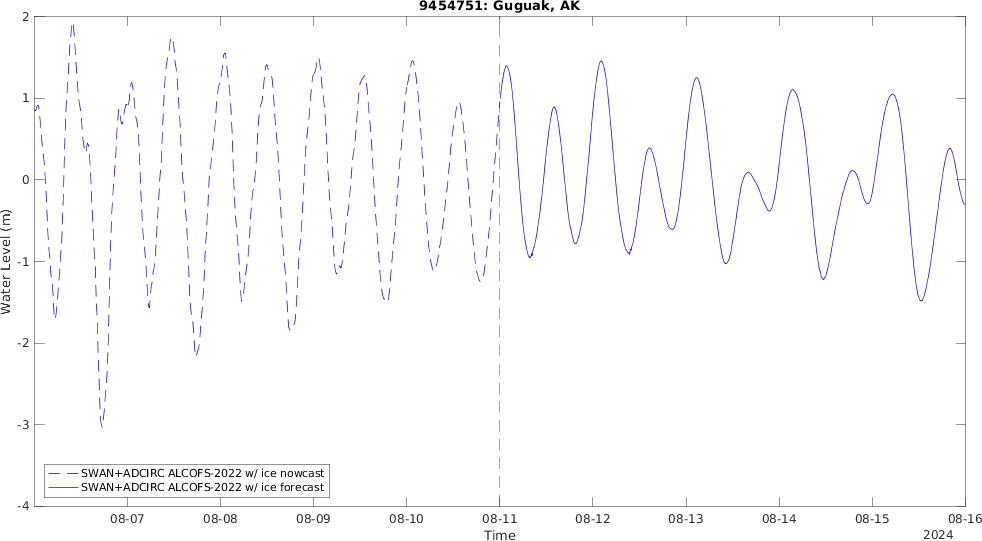 9454751: Guguak, AK
Water Level (m)
2
1
0
-1
-2
-3
-4
SWAN+ADCIRC ALCOFS-2022 w/ ice nowcast
SWAN+ADCIRC ALCOFS-2022 w/ ice forecast
08-07 08-08 08-09 08-10 08-11 08-12 08-13 08-14 08-15 08-16
Time
2024